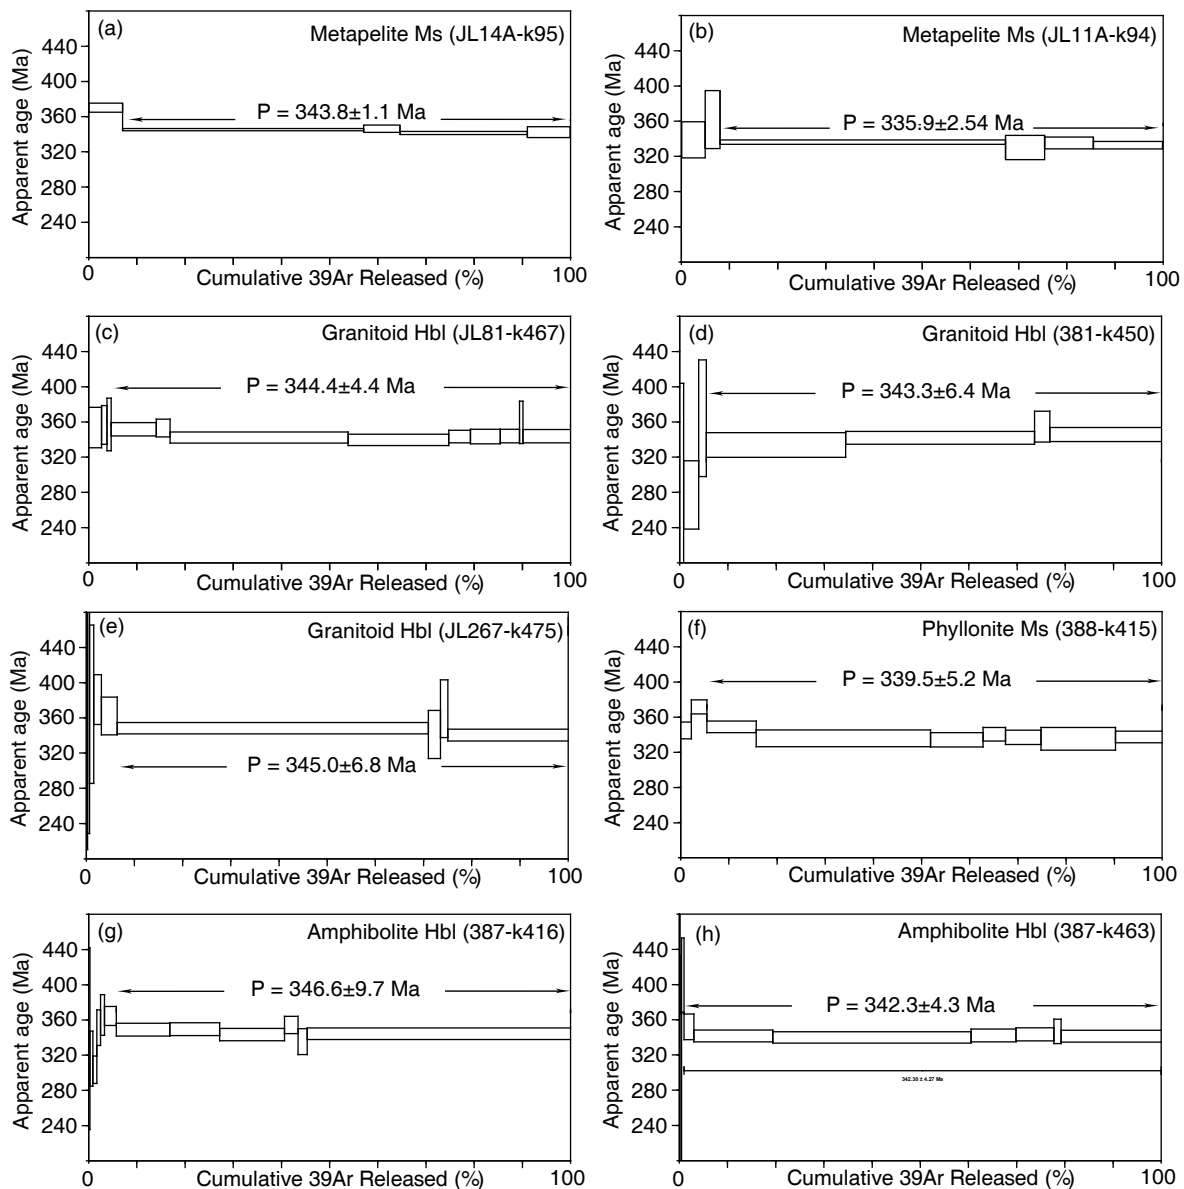 (a)
Metapelite Ms (JL14A-k95)
P = 343.8±1.1 Ma
Apparent age (Ma)
440
400
360
320
280
240
0
Cumulative 39Ar Released (%)
100
(b)
Metapelite Ms (JL11A-k94)
P = 335.9±2.54 Ma
Apparent age (Ma)
440
400
360
320
280
240
0
Cumulative 39Ar Released (%)
100
(c)
Granitoid Hbl (JL81-k467)
P = 344.4±4.4 Ma
Apparent age (Ma)
440
400
360
320
280
240
0
Cumulative 39Ar Released (%)
100
(d)
Granitoid Hbl (381-k450)
P = 343.3±6.4 Ma
Apparent age (Ma)
440
400
360
320
280
240
0
Cumulative 39Ar Released (%)
100
(e)
Granitoid Hbl (JL267-k475)
P = 345.0±6.8 Ma
Apparent age (Ma)
440
400
360
320
280
240
0
Cumulative 39Ar Released (%)
100
(f)
Phyllonite Ms (388-k415)
P = 339.5±5.2 Ma
Apparent age (Ma)
440
400
360
320
280
240
0
Cumulative 39Ar Released (%)
100
(g)
Amphibolite Hbl (387-k416)
P = 346.6±9.7 Ma
Apparent age (Ma)
440
400
360
320
280
240
0
Cumulative 39Ar Released (%)
100
(h)
Amphibolite Hbl (387-k463)
P = 342.3±4.3 Ma
342.30 ± 4.27 Ma
Apparent age (Ma)
440
400
360
320
280
240
0
Cumulative 39Ar Released (%)
100